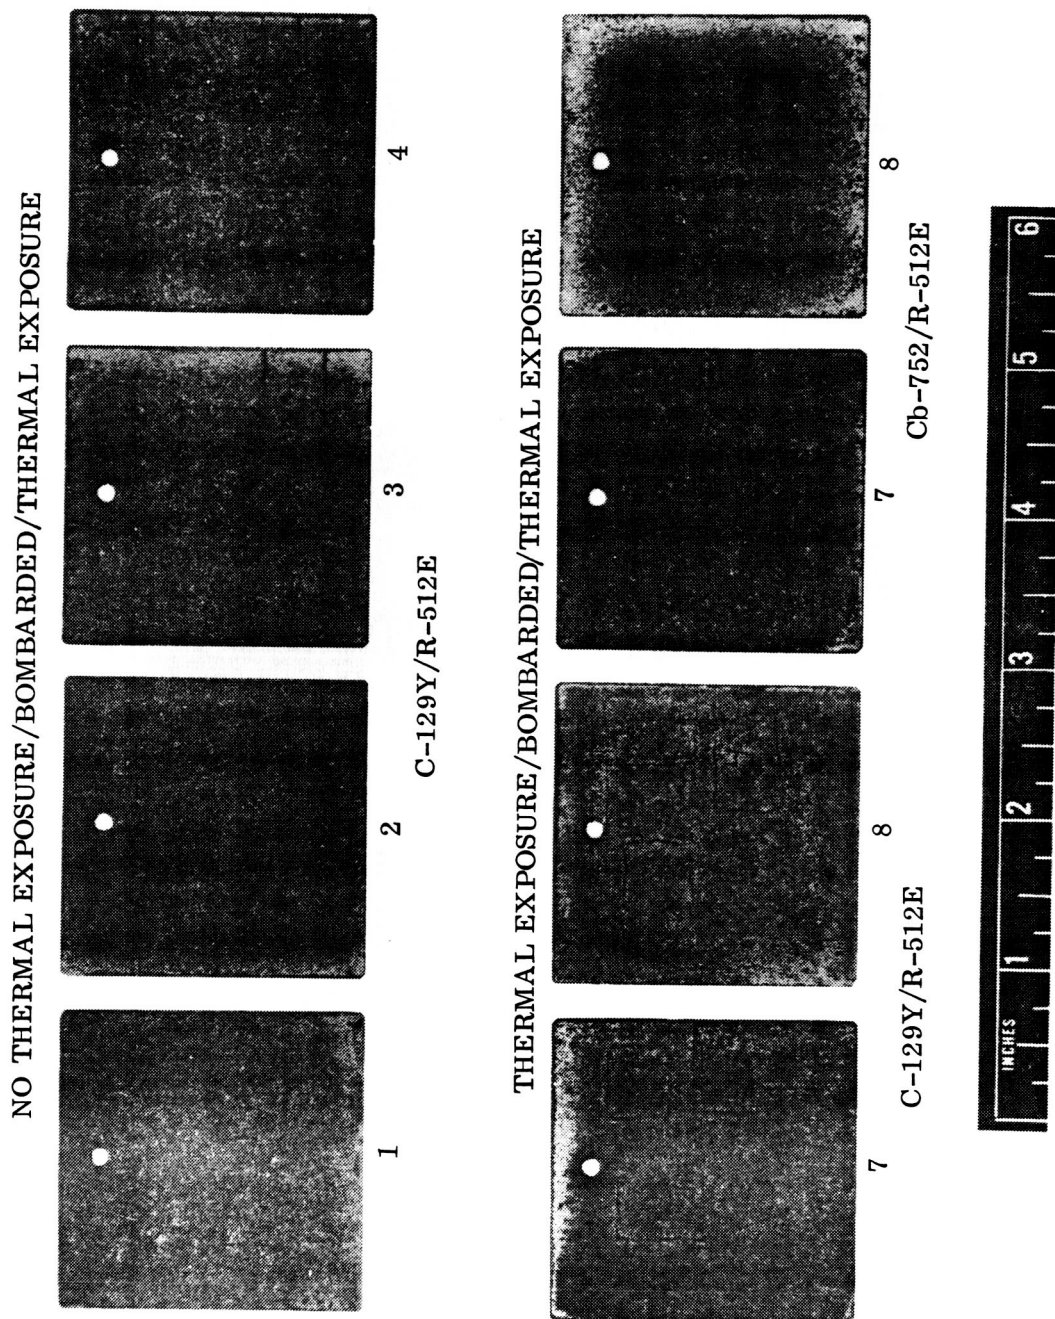 NO THERMAL EXPOSURE/BOMBARDED/THERMAL EXPOSURE
1 2 3 4
C-129Y/R-512E
THERMAL EXPOSURE/BOMBARDED/THERMAL EXPOSURE
7 8 7 8
C-129Y/R-512E Cb-752/R-512E
INCHES 1 2 3 4 5 6